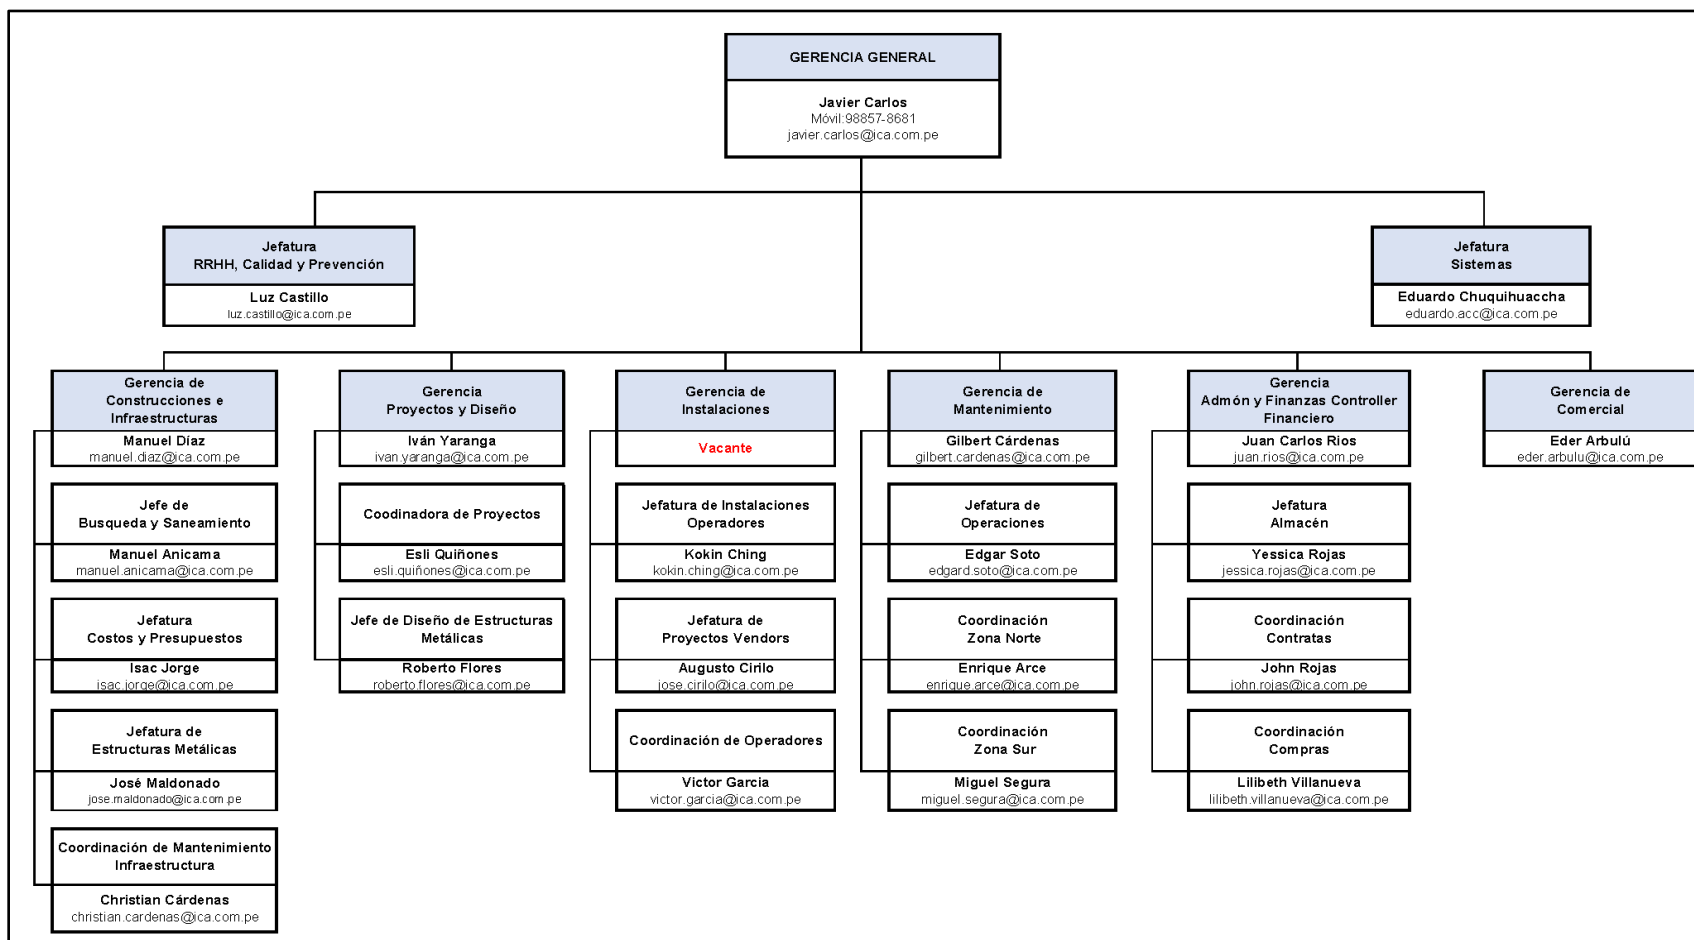 GERENCIA GENERAL
Javier Carlos
Móvil:98857-8681
javier.carlos@ica.com.pe
Jefatura
RRHH, Calidad y Prevención
Luz Castillo
luz.castillo@ica.com.pe
Jefatura
Sistemas
Eduardo Chuquihuaccha
eduardo.acc@ica.com.pe
Gerencia de
Construcciones e
Infraestructuras
Manuel Díaz
manuel.diaz@ica.com.pe
Jefe de
Busqueda y Saneamiento
Manuel Anicama
manuel.anicama@ica.com.pe
Jefatura
Costos y Presupuestos
Isac Jorge
isac.jorge@ica.com.pe
Jefatura de
Estructuras Metálicas
José Maldonado
jose.maldonado@ica.com.pe
Coordinación de Mantenimiento
Infraestructura
Christian Cárdenas
christian.cardenas@ica.com.pe
Gerencia
Proyectos y Diseño
Iván Yaranga
ivan.yaranga@ica.com.pe
Coodinadora de Proyectos
Esli Quiñones
esli.quiñones@ica.com.pe
Jefe de Diseño de Estructuras
Metálicas
Roberto Flores
roberto.flores@ica.com.pe
Gerencia de
Instalaciones
Vacante
Jefatura de Instalaciones
Operadores
Kokin Ching
kokin.ching@ica.com.pe
Jefatura de
Proyectos Vendors
Augusto Cirilo
jose.cirilo@ica.com.pe
Coordinación de Operadores
Victor Garcia
victor.garcia@ica.com.pe
Gerencia de
Mantenimiento
Gilbert Cárdenas
gilbert.cardenas@ica.com.pe
Jefatura de
Operaciones
Edgar Soto
edgard.soto@ica.com.pe
Coordinación
Zona Norte
Enrique Arce
enrique.arce@ica.com.pe
Coordinación
Zona Sur
Miguel Segura
miguel.segura@ica.com.pe
Gerencia
Admón y Finanzas Controller
Financiero
Juan Carlos Rios
juan.rios@ica.com.pe
Jefatura
Almacén
Yessica Rojas
jessica.rojas@ica.com.pe
Coordinación
Contratas
John Rojas
john.rojas@ica.com.pe
Coordinación
Compras
Lilibeth Villanueva
lilibeth.villanueva@ica.com.pe
Gerencia de
Comercial
Eder Arbulú
eder.arbulu@ica.com.pe